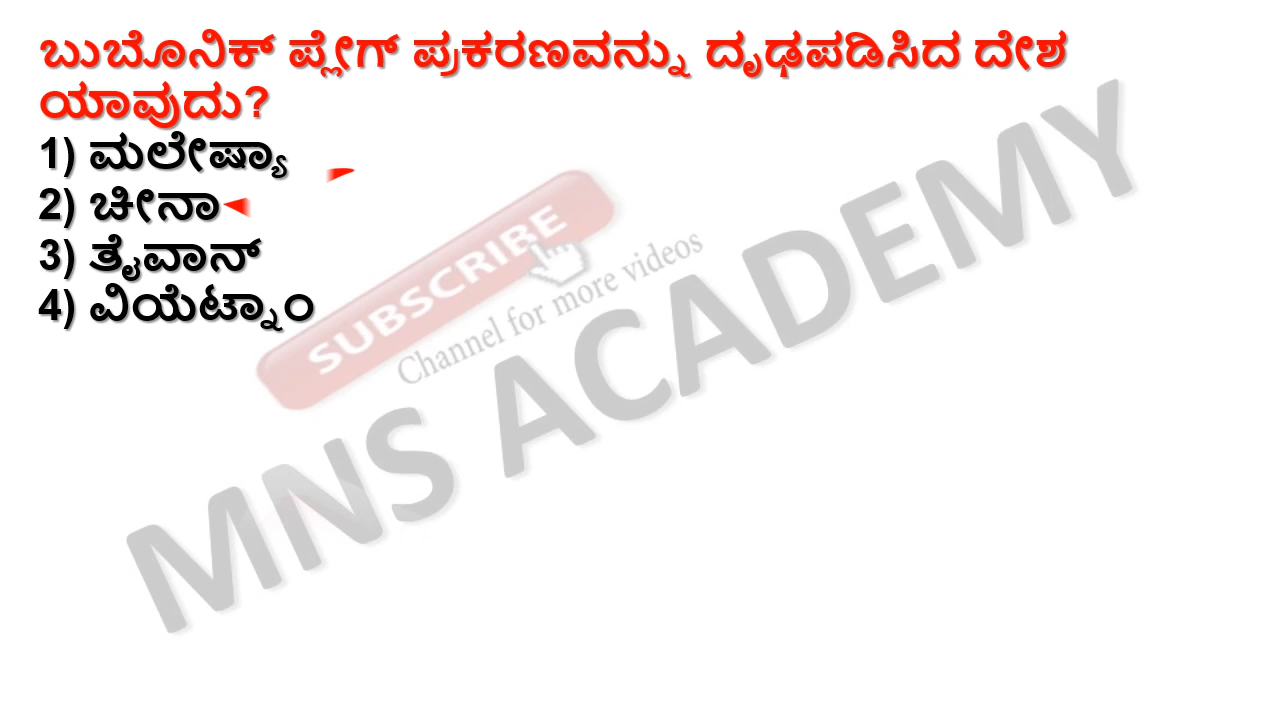 ಬುಬೊನಿಕ್ ಪ್ಲೇಗ್ ಪ್ರಕರಣವನ್ನು ದೃಢಪಡಿಸಿದ ದೇಶ
ಯಾವುದು?
1) ಮಲೇಷ್ಯಾ
2) ಚೀನಾ
3) ತೈವಾನ್
4) ವಿಯೆಟ್ನಾಂ
SUBSCRIBE
Channel for more videos
MNS ACADEMY